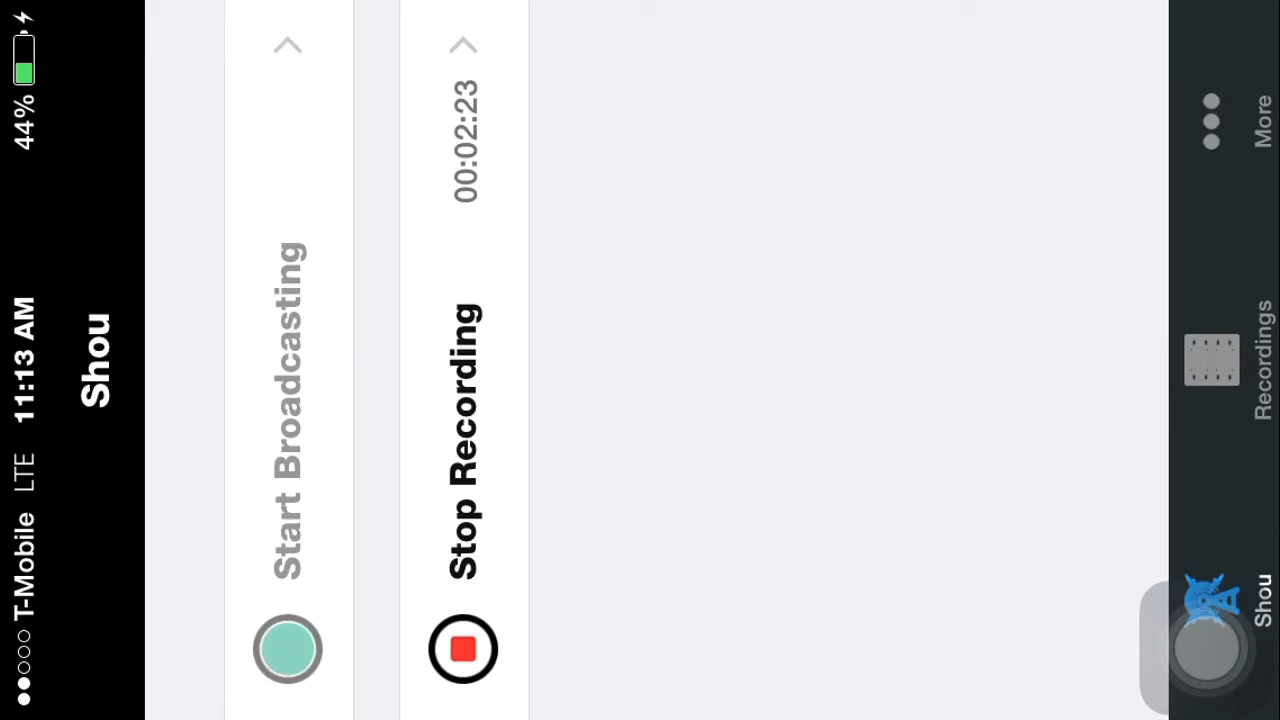 T-Mobile LTE 11:13 AM 44%
Shou
Start Broadcasting
Stop Recording 00:02:23
Shou Recordings More